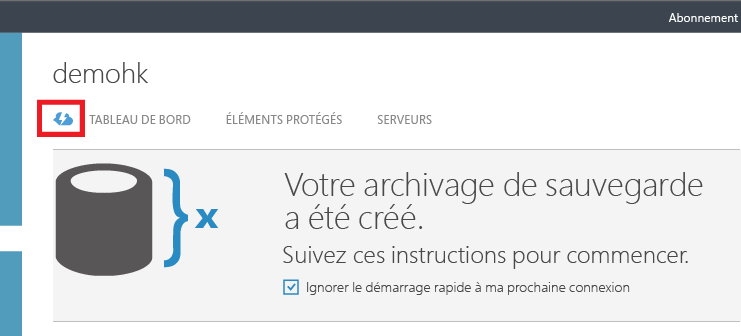 Abonnement
demohk
TABLEAU DE BORD ÉLÉMENTS PROTÉGÉS SERVEURS
x
Votre archivage de sauvegarde
a été créé.
Suivez ces instructions pour commencer.
Ignorer le démarrage rapide à ma prochaine connexion